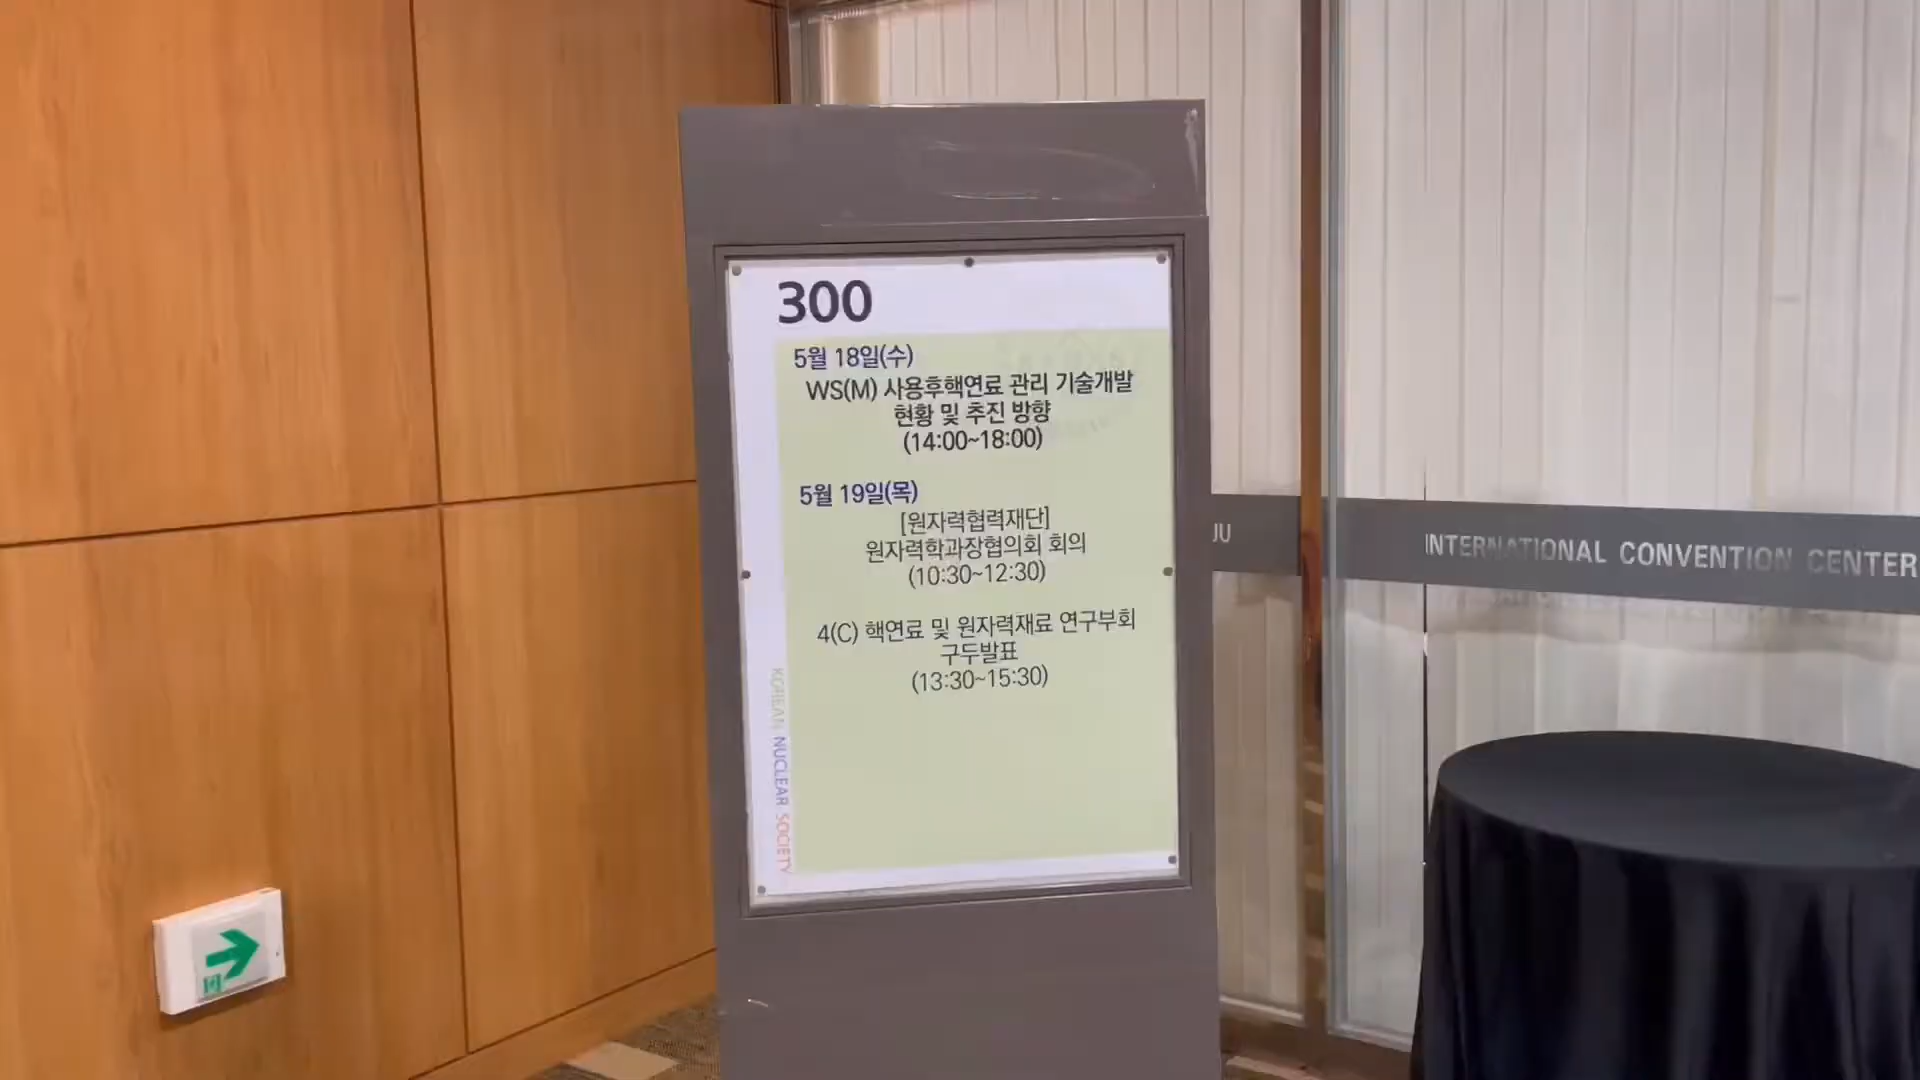 300
5월 18일(수)
WS(M) 사용후핵연료 관리 기술개발
현황 및 추진 방향
(14:00~18:00)
5월 19일(목)
[원자력협력재단]
원자력학과장협의회 회의
(10:30~12:30)
4(C) 핵연료 및 원자력재료 연구부회
구두발표
(13:30~15:30)
KOREAN NUCLEAR SOCIETY
JU
INTERNATIONAL CONVENTION CENTER